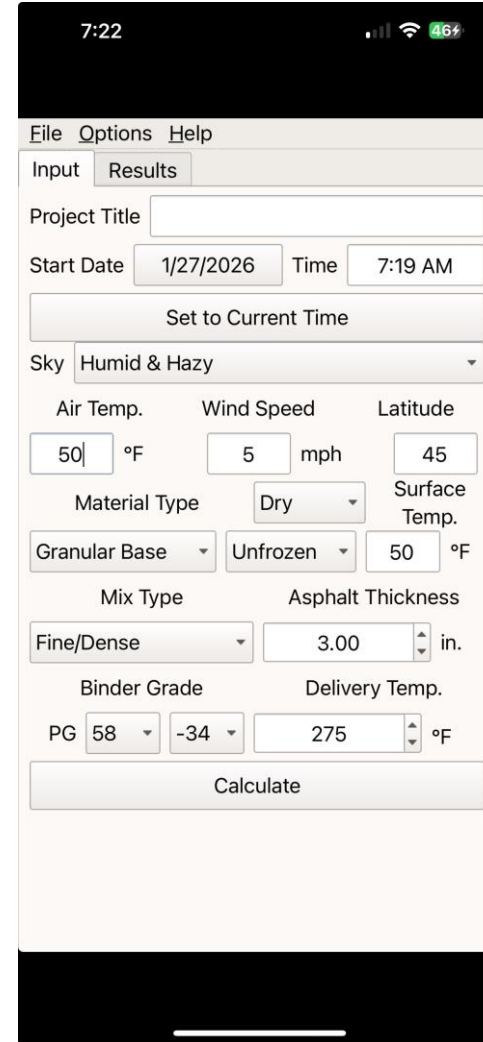 7:22 46
File Options Help
Input Results
Project Title
Start Date 1/27/2026 Time 7:19 AM
Set to Current Time
Sky Humid & Hazy
Air Temp. Wind Speed Latitude
50 °F 5 mph 45
Material Type Dry Surface Temp.
Granular Base Unfrozen 50 °F
Mix Type Asphalt Thickness
Fine/Dense 3.00 in.
Binder Grade Delivery Temp.
PG 58 -34 275 °F
Calculate